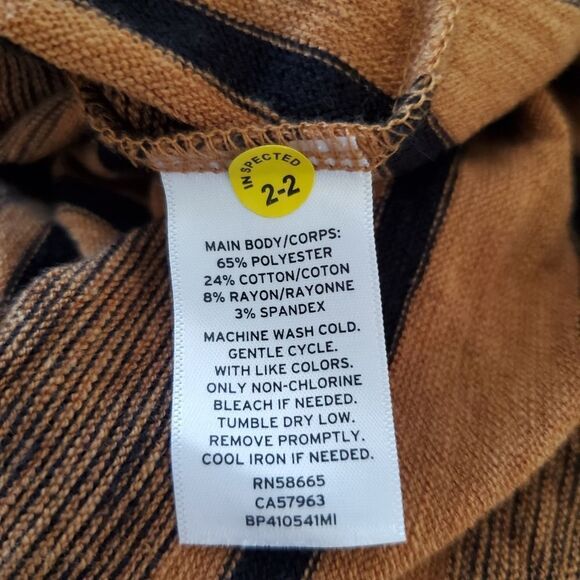 INSPECTED
2-2
MAIN BODY/CORPS:
65% POLYESTER
24% COTTON/COTON
8% RAYON/RAYONNE
3% SPANDEX
MACHINE WASH COLD.
GENTLE CYCLE.
WITH LIKE COLORS.
ONLY NON-CHLORINE
BLEACH IF NEEDED.
TUMBLE DRY LOW.
REMOVE PROMPTLY.
COOL IRON IF NEEDED.
RN58665
CA57963
BP410541MI